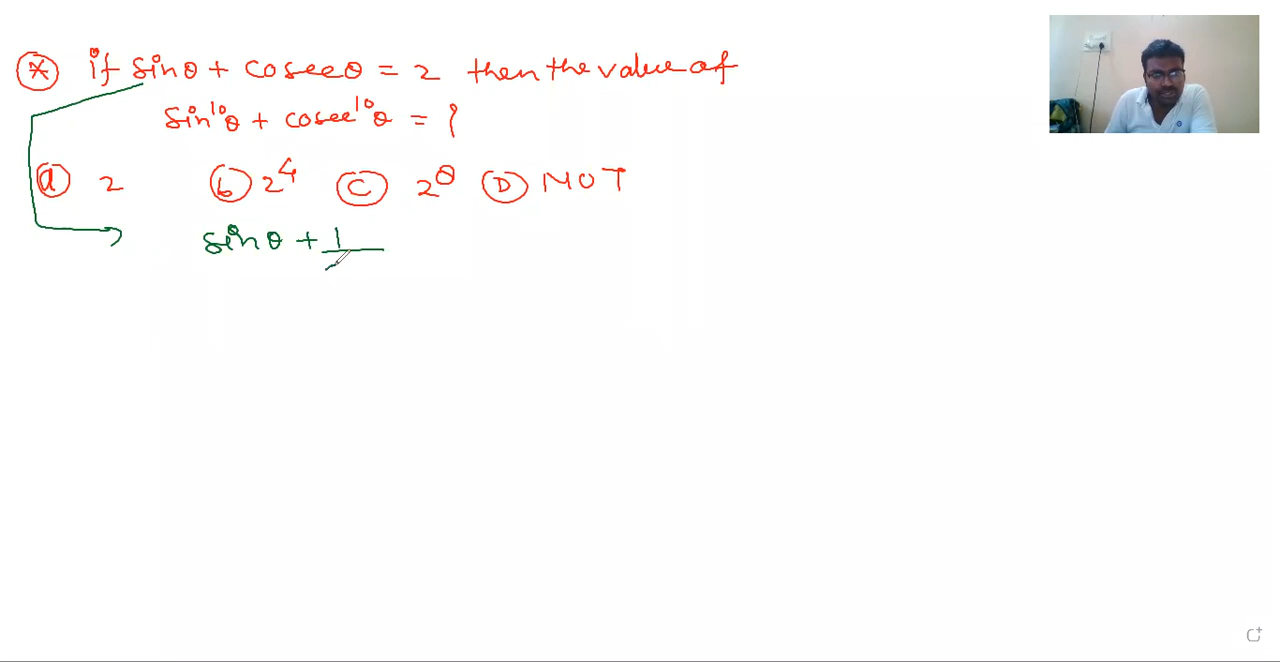 (*) if sinθ + cosecθ = 2 then the value of
sin¹⁰θ + cosec¹⁰θ = ?
(a) 2 (b) 2⁴ (C) 2⁸ (D) NOT
sinθ + 1/